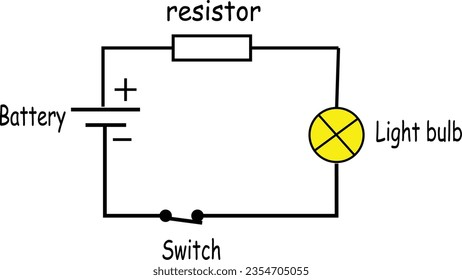 resistor
+
Battery
−
Light bulb
Switch
shutterstock.com · 2354705055